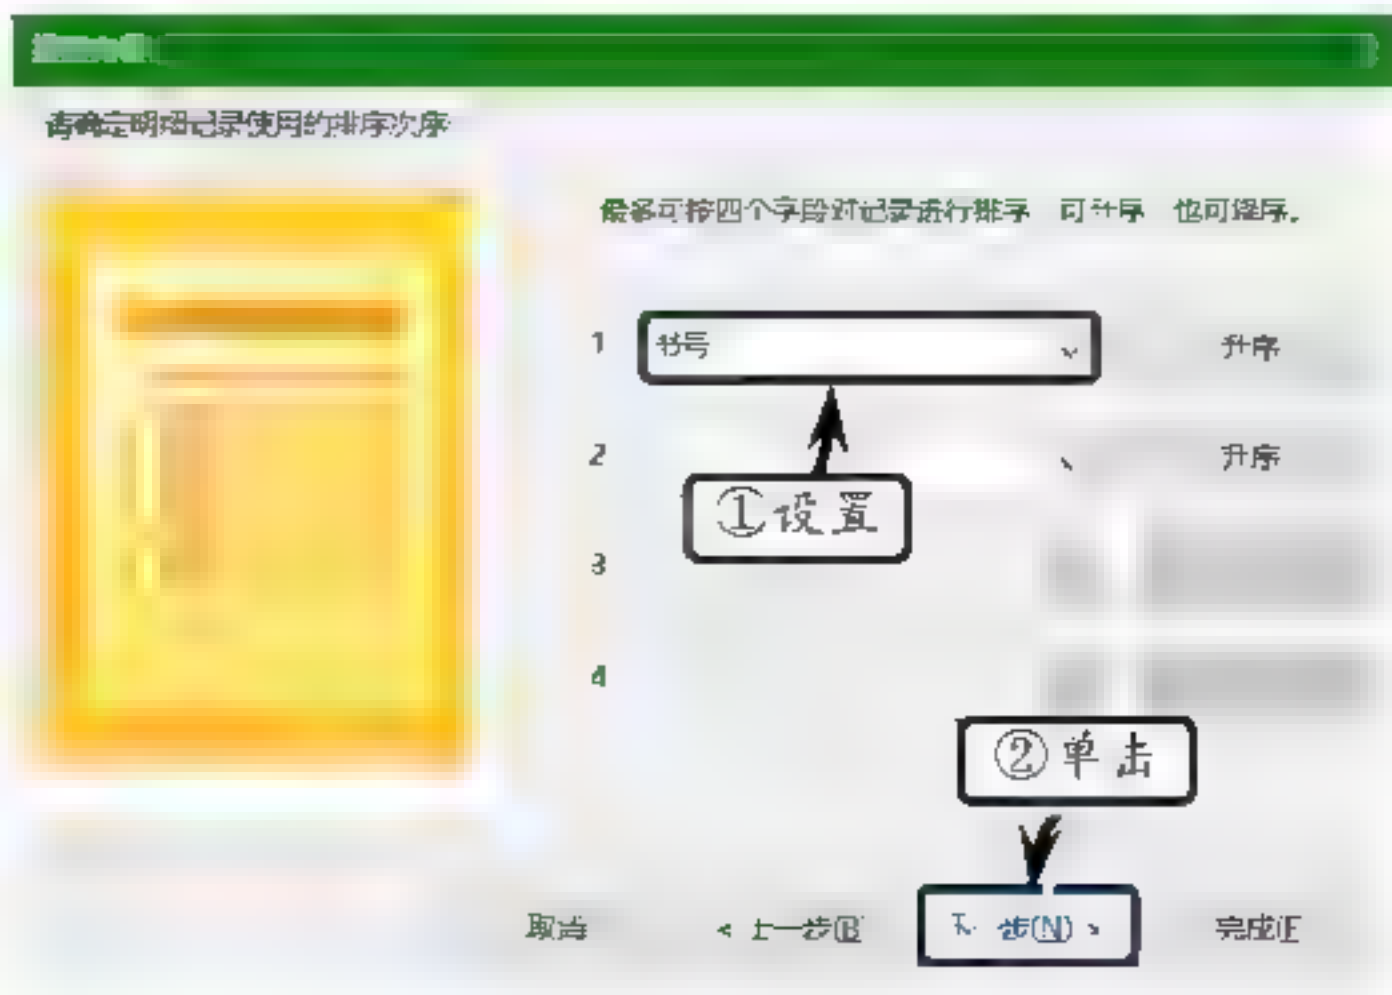 请确定明细记录使用的排序次序
最多可按四个字段对记录进行排序 可升序 也可降序。
1 书号 升序
2 升序
①设置
3
4
②单击
取消 < 上一步(B) 下一步(N) > 完成(F)